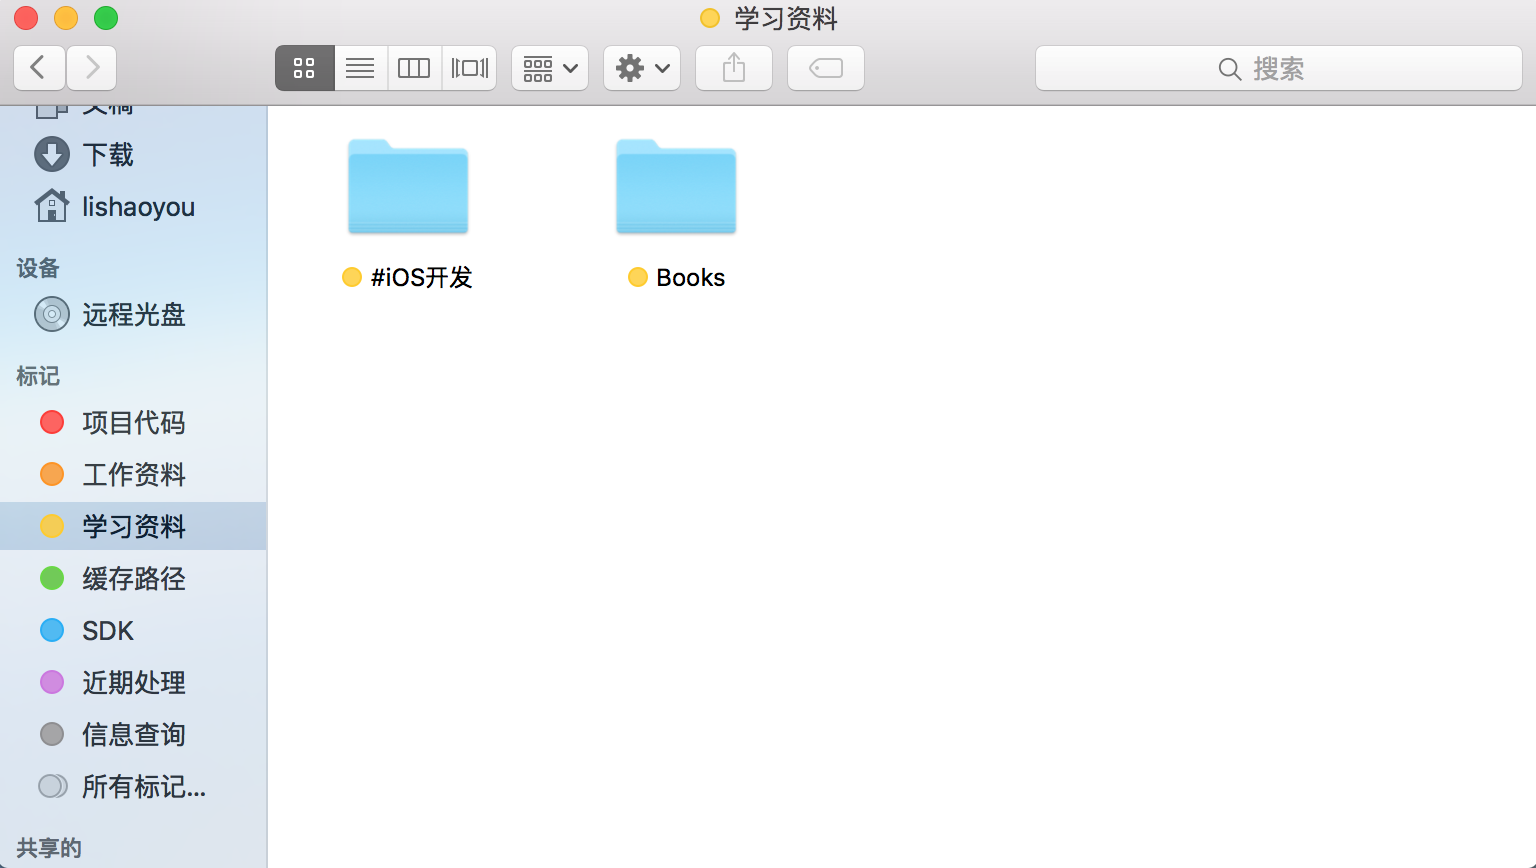 学习资料
搜索
文稿
下载
lishaoyou
设备
远程光盘
标记
项目代码
工作资料
学习资料
缓存路径
SDK
近期处理
信息查询
所有标记...
共享的
#iOS开发
Books